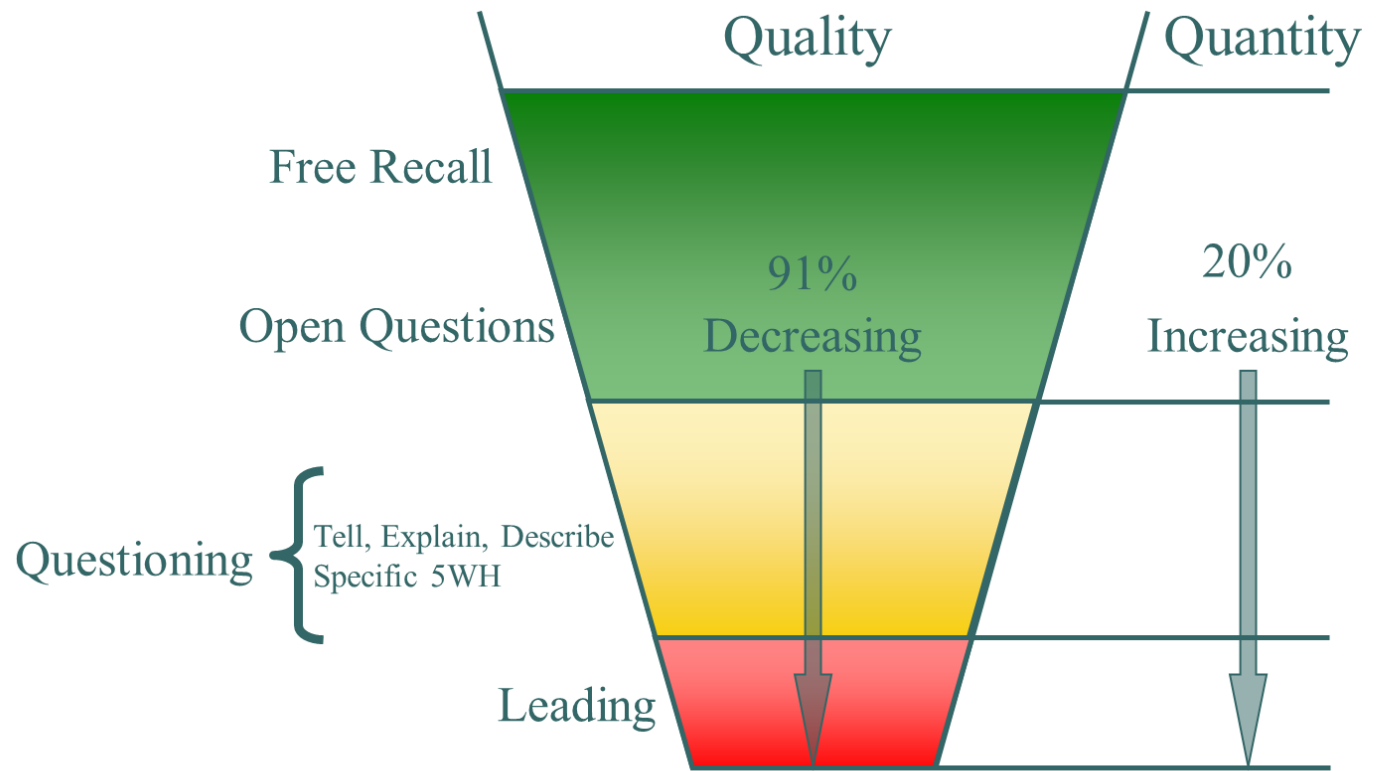 Quality
Quantity
Free Recall
91%
20%
Open Questions
Decreasing
Increasing
Tell, Explain, Describe
Questioning
Specific 5WH
Leading